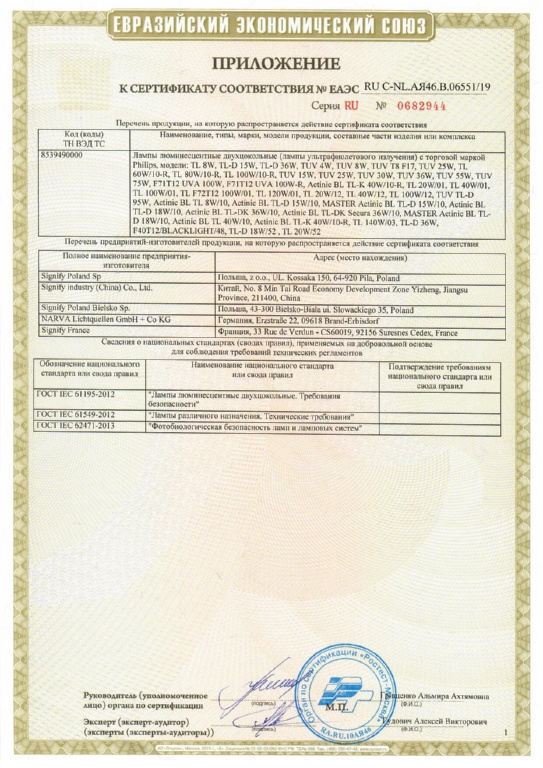 ЕВРАЗИЙСКИЙ ЭКОНОМИЧЕСКИЙ СОЮЗ
ПРИЛОЖЕНИЕ
К СЕРТИФИКАТУ СООТВЕТСТВИЯ № ЕАЭС RU C-NL.АЯ46.В.06551/19
Серия RU № 0682944
Перечень продукции, на которую распространяется действие сертификата соответствия
Код (коды) ТН ВЭД ТС
Наименование, типы, марки, модели продукции, составные части изделия или комплекса
8539490000
Лампы люминесцентные двухцокольные (лампы ультрафиолетового излучения) с торговой маркой
Philips, модели: TL 8W, TL-D 15W, TL-D 36W, TUV 4W, TUV 8W, TUV T8 F17, TUV 25W, TL
60W/10-R, TL 80W/10-R, TL 100W/10-R, TUV 15W, TUV 25W, TUV 30W, TUV 36W, TUV 55W, TUV
75W, F71T12 UVA 100W, F71T12 UVA 100W-R, Actinic BL TL-K 40W/10-R, TL 20W/01, TL 40W/01,
TL 100W/01, TL F72T12 100W/01, TL 120W/01, TL 20W/12, TL 40W/12, TL 100W/12, TUV TL-D
95W, Actinic BL TL 8W/10, Actinic BL TL-D 15W/10, MASTER Actinic BL TL-D 15W/10, Actinic BL
TL-D 18W/10, Actinic BL TL-DK 36W/10, Actinic BL TL-DK Secura 36W/10, MASTER Actinic BL TL-
D 18W/10, Actinic BL TL 40W/10, Actinic BL TL-K 40W/10-R, TL 140W/03, TL-D 36W,
F40T12/BLACKLIGHT/48, TL-D 18W/52 , TL 20W/52
Перечень предприятий-изготовителей продукции, на которую распространяется действие сертификата соответствия
Полное наименование предприятия-изготовителя
Адрес (место нахождения)
Signify Poland Sp
Польша, z o.o., UL. Kossaka 150, 64-920 Pila, Poland
Signify industry (China) Co., Ltd.
Китай, No. 8 Min Tai Road Economy Development Zone Yizheng, Jiangsu
Province, 211400, China
Signify Poland Bielsko Sp.
Польша, 43-300 Bielsko-Biala ul. Slowackiego 35, Poland
NARVA Lichtquellen GmbH + Co KG
Германия, Erzstraße 22, 09618 Brand-Erbisdorf
Signify France
Франция, 33 Rue de Verdun - CS60019, 92156 Suresnes Cedex, France
Сведения о национальных стандартах (сводах правил), применяемых на добровольной основе
для соблюдения требований технических регламентов
Обозначение национального стандарта или свода правил
Наименование национального стандарта или свода правил
Подтверждение требованиям национального стандарта или свода правил
ГОСТ IEC 61195-2012
"Лампы люминесцентные двухцокольные. Требования
безопасности"
ГОСТ IEC 61549-2012
"Лампы различного назначения. Технические требования"
ГОСТ IEC 62471-2013
"Фотобиологическая безопасность ламп и ламповых систем"
Руководитель (уполномоченное
лицо) органа по сертификации
(подпись)
М.П.
Альмира Ахтямовна
(Ф.И.О.)
Эксперт (эксперт-аудитор)
(эксперты (эксперты-аудиторы))
(подпись)
Алексей Викторович
(Ф.И.О.)
Орган по сертификации «Ростест-Москва»
RA.RU.10АЯ46
1